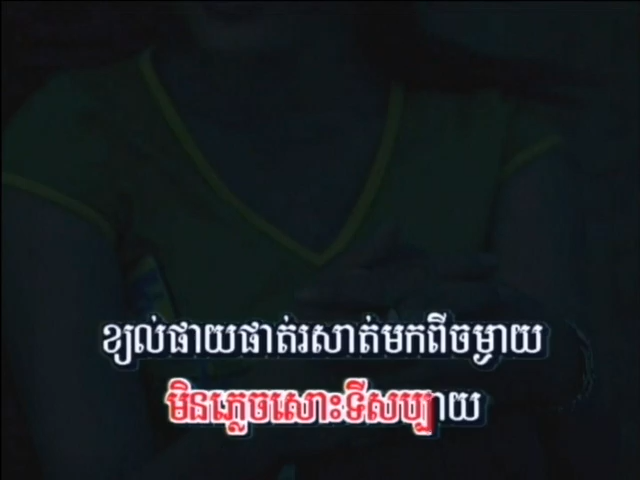 ខ្យល់ផាយផាត់រសាត់មកពីចម្ងាយ
មិនភ្លេចសោះទីសប្បាយ